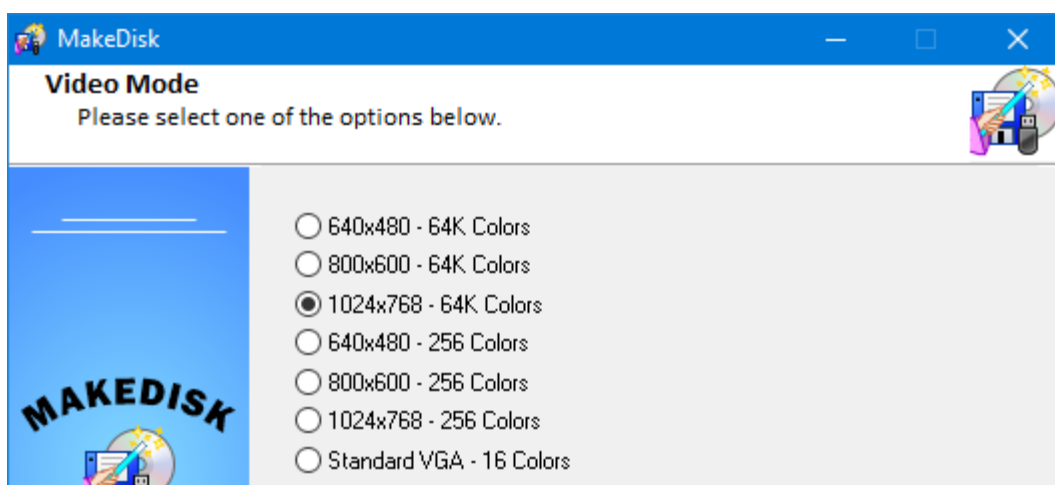 MakeDisk
Video Mode
Please select one of the options below.
640x480 - 64K Colors
800x600 - 64K Colors
1024x768 - 64K Colors
640x480 - 256 Colors
800x600 - 256 Colors
1024x768 - 256 Colors
Standard VGA - 16 Colors
MAKEDISK